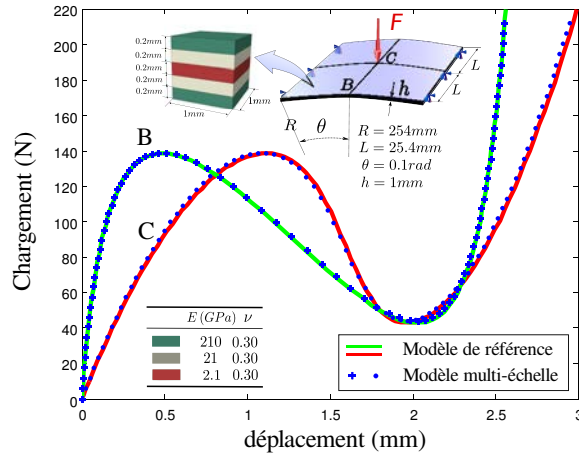 220
200
180
160
140
120
100
80
60
40
20
0
0
0.5
1
1.5
2
2.5
3
Chargement (N)
déplacement (mm)
0.2mm
0.2mm
0.2mm
0.2mm
0.2mm
1mm
1mm
F
C
B
h
L
L
R
θ
R = 254mm
L = 25.4mm
θ = 0.1rad
h = 1mm
B
C
E (GPa) ν
210 0.30
21 0.30
2.1 0.30
Modèle de référence
Modèle multi-échelle